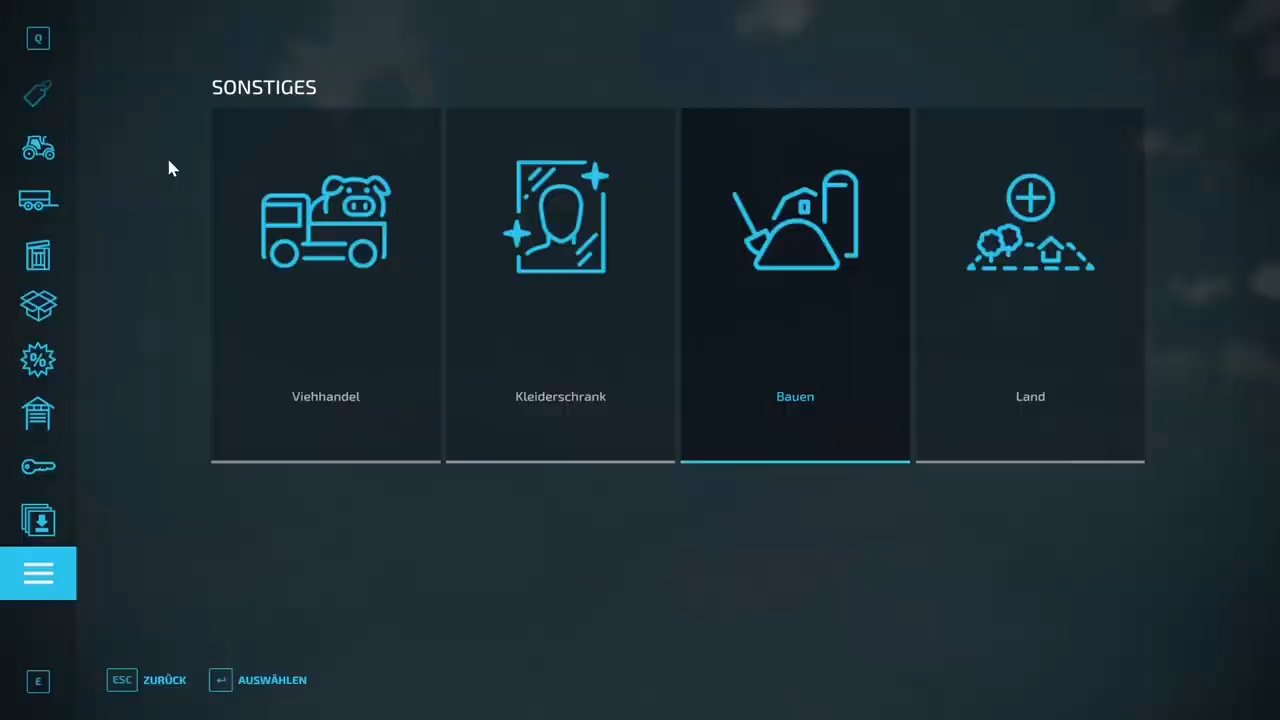 Q
SONSTIGES
%
Viehhandel
Kleiderschrank
Bauen
Land
E
ESC ZURÜCK ↵ AUSWÄHLEN